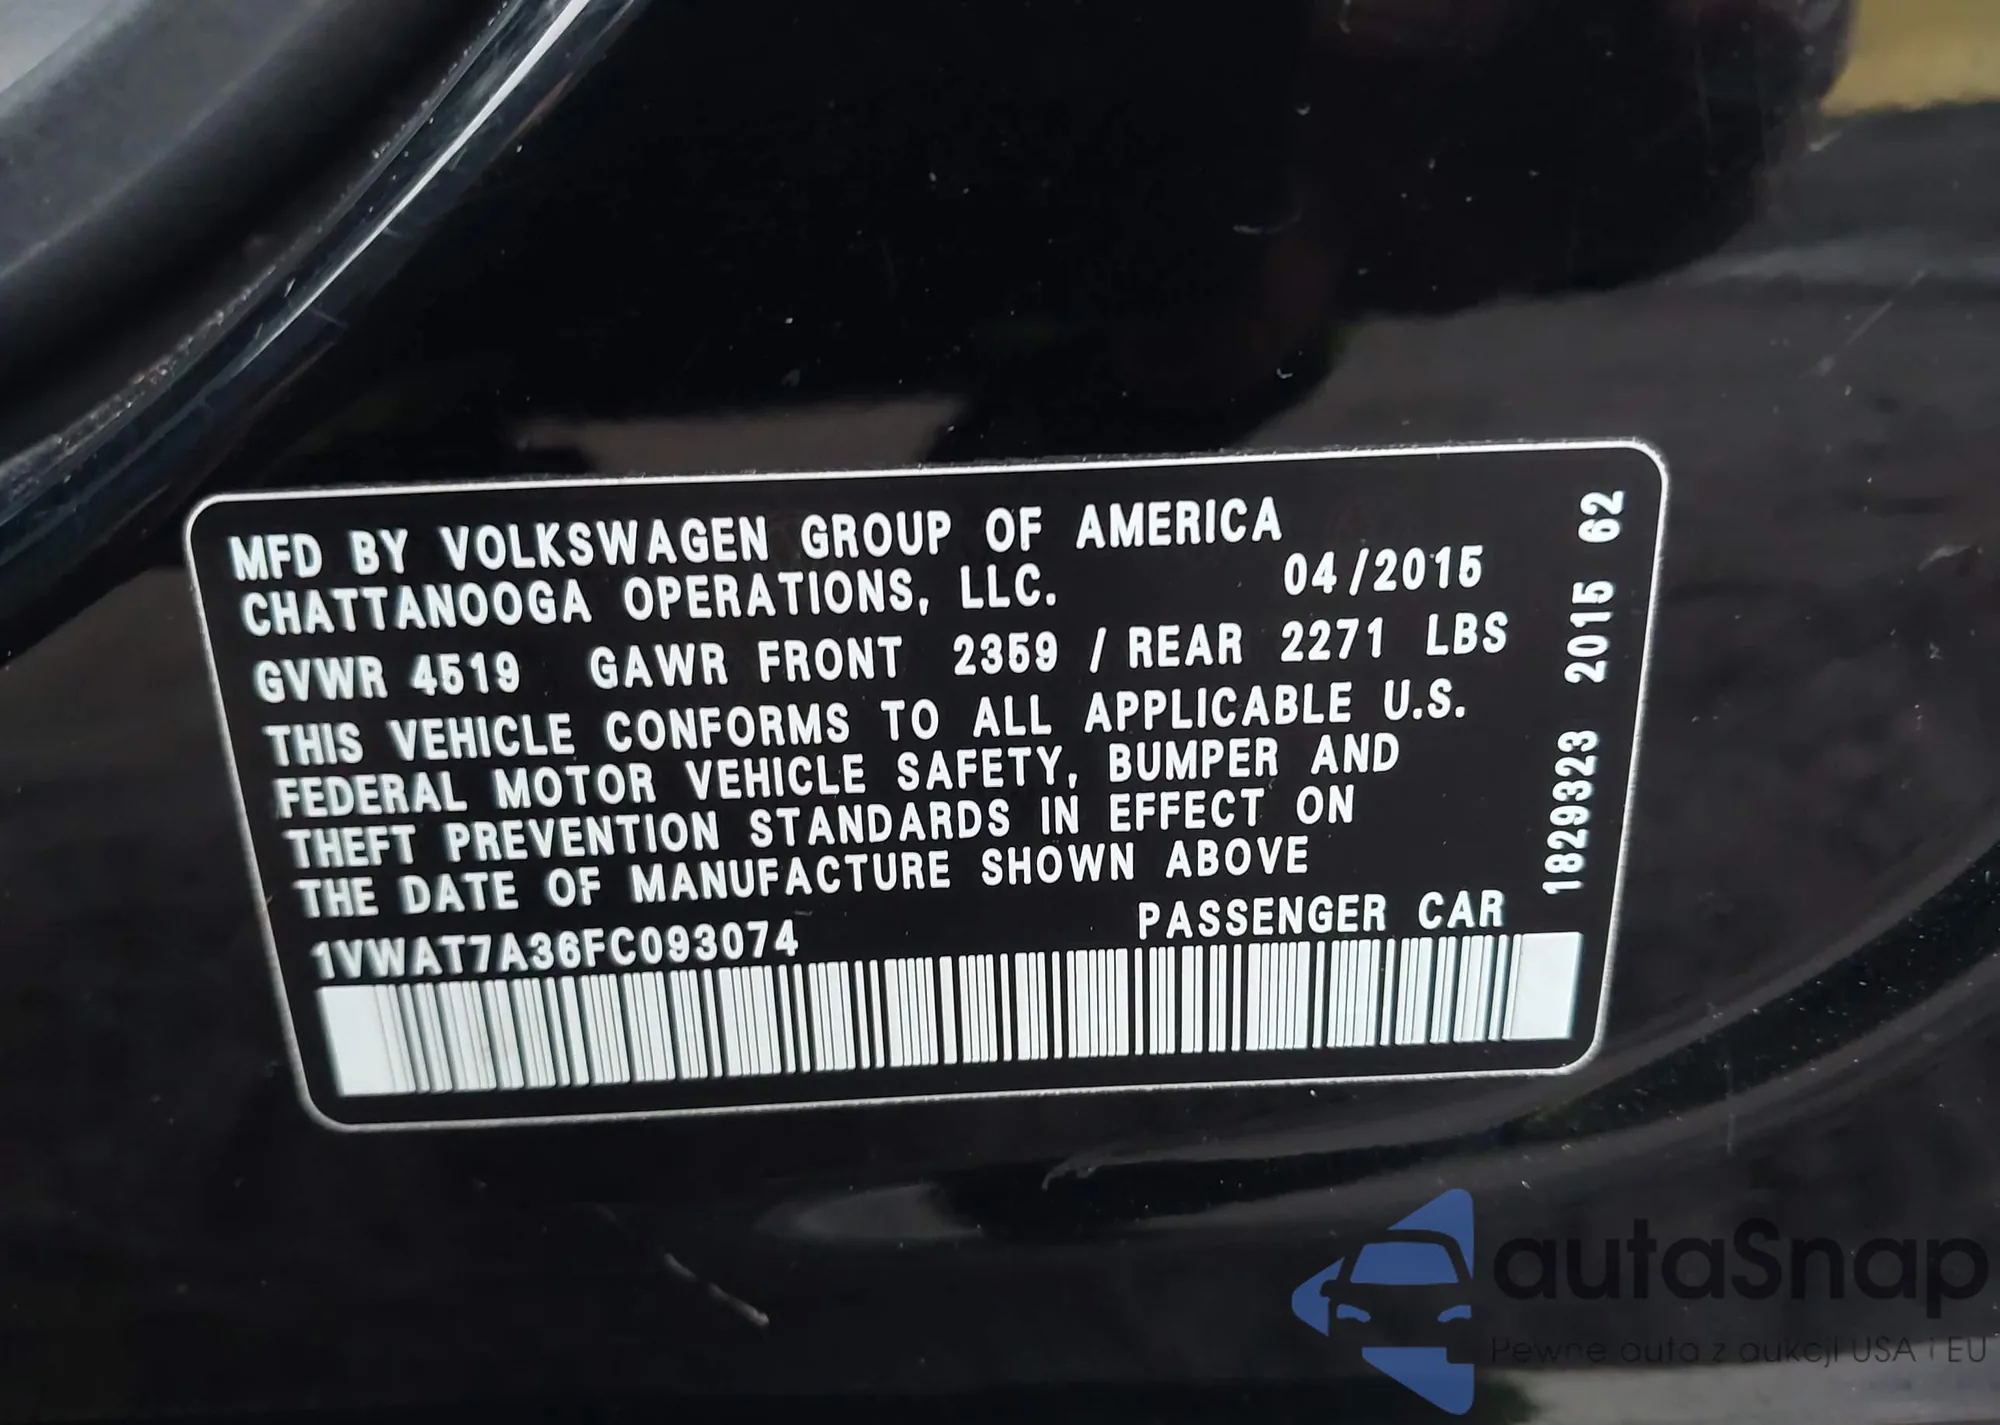 MFD BY VOLKSWAGEN GROUP OF AMERICA
CHATTANOOGA OPERATIONS, LLC. 04/2015
GVWR 4519 GAWR FRONT 2359 / REAR 2271 LBS
THIS VEHICLE CONFORMS TO ALL APPLICABLE U.S.
FEDERAL MOTOR VEHICLE SAFETY, BUMPER AND
THEFT PREVENTION STANDARDS IN EFFECT ON
THE DATE OF MANUFACTURE SHOWN ABOVE
1VWAT7A36FC093074 PASSENGER CAR
1829323 2015 62
autaSnap
Pewne auta z aukcji USA i EU